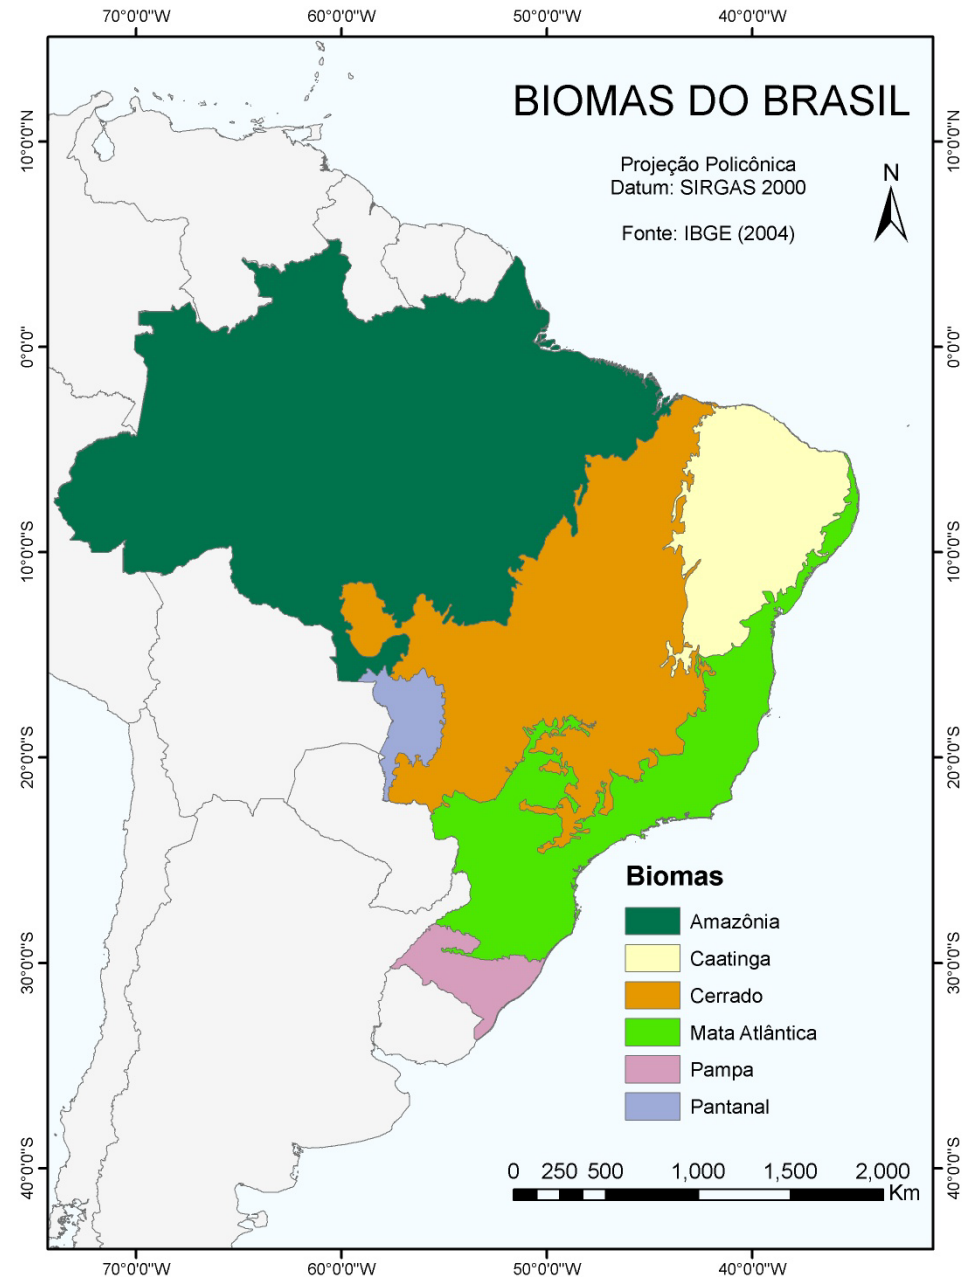 70°0'0"W 60°0'0"W 50°0'0"W 40°0'0"W
BIOMAS DO BRASIL
Projeção Policônica
Datum: SIRGAS 2000
Fonte: IBGE (2004)
N
10°0'0"N
0°0'0"
10°0'0"S
20°0'0"S
30°0'0"S
40°0'0"S
10°0'0"N
0°0'0"
10°0'0"S
20°0'0"S
30°0'0"S
40°0'0"S
Biomas
Amazônia
Caatinga
Cerrado
Mata Atlântica
Pampa
Pantanal
0 250 500 1,000 1,500 2,000
Km
70°0'0"W 60°0'0"W 50°0'0"W 40°0'0"W